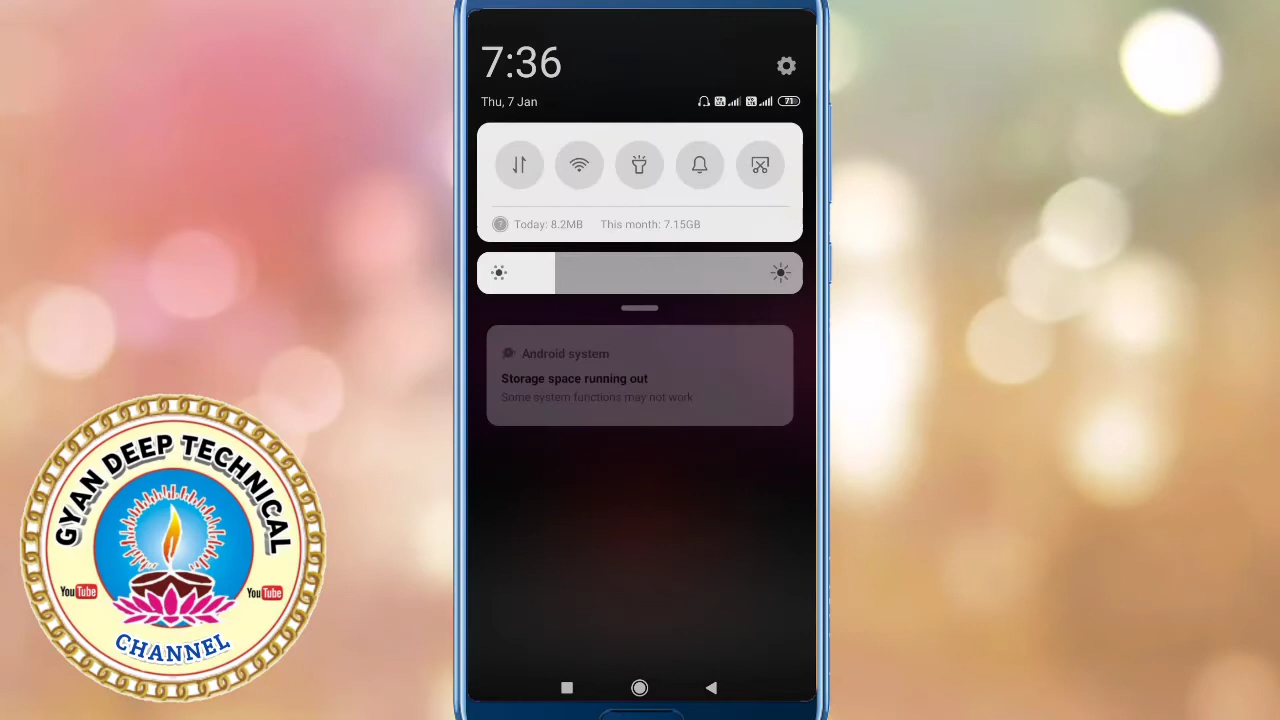 7:36
Thu, 7 Jan
71
Today: 8.2MB This month: 7.15GB
Android system
Storage space running out
Some system functions may not work
GYAN DEEP TECHNICAL
YouTube YouTube
CHANNEL